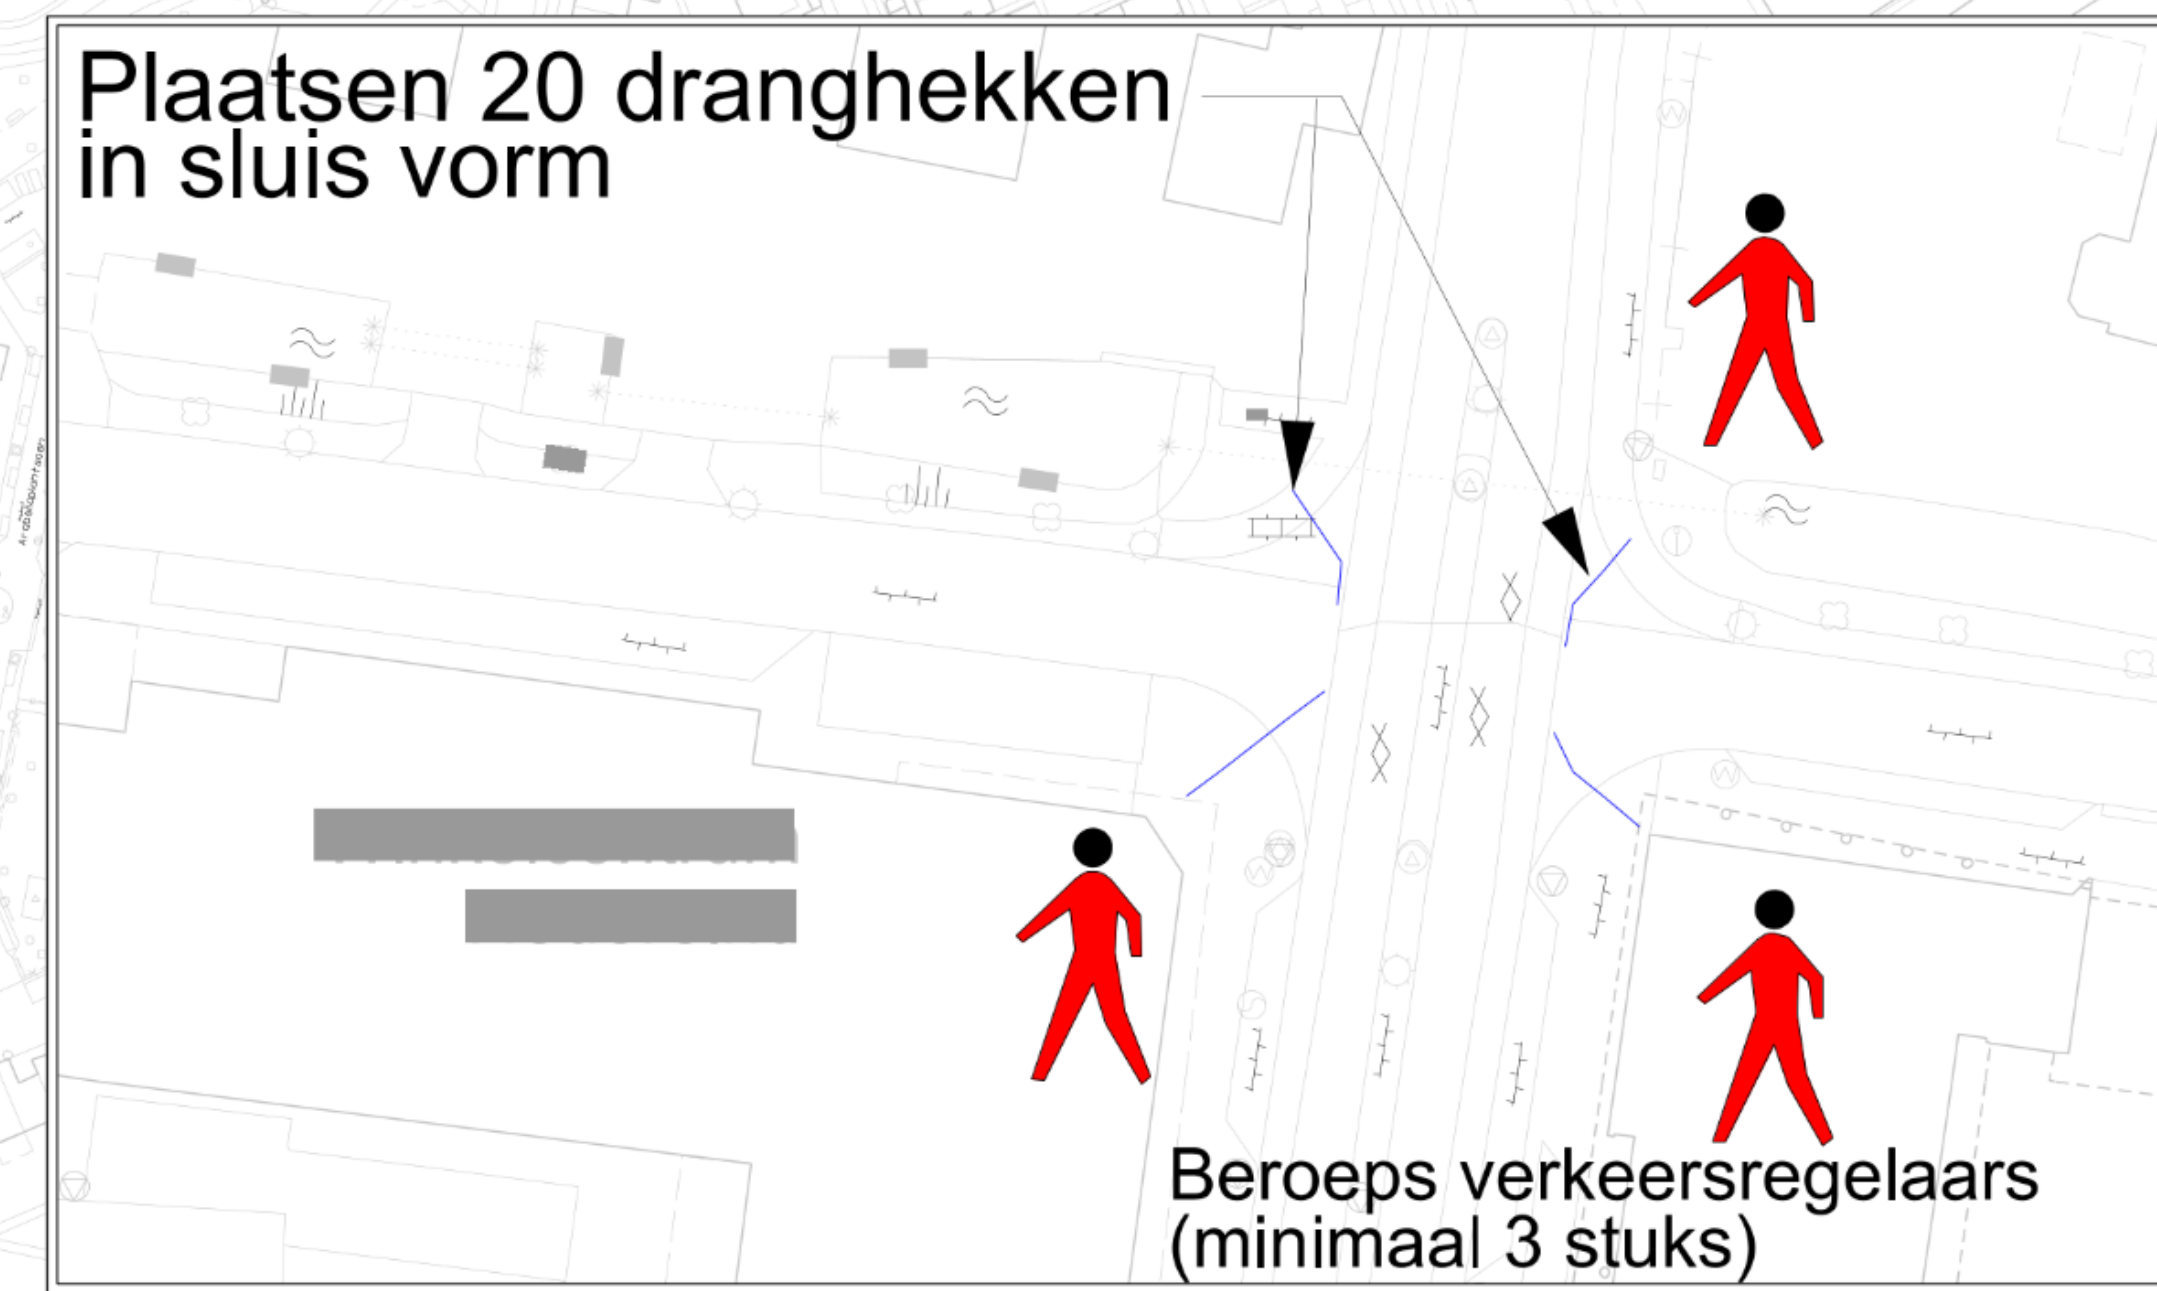 Plaatsen 20 dranghekken
in sluis vorm
Beroeps verkeersregelaars
(minimaal 3 stuks)